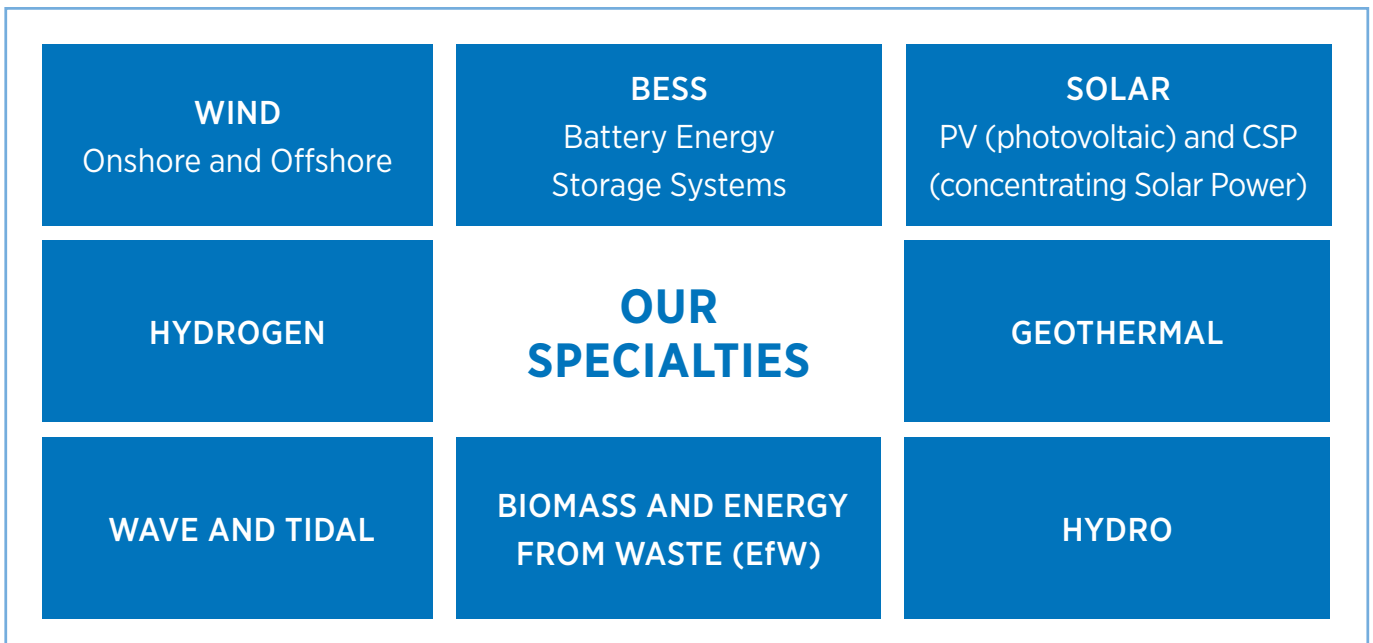 WIND
Onshore and Offshore
BESS
Battery Energy
Storage Systems
SOLAR
PV (photovoltaic) and CSP
(concentrating Solar Power)
HYDROGEN
OUR
SPECIALTIES
GEOTHERMAL
WAVE AND TIDAL
BIOMASS AND ENERGY
FROM WASTE (EfW)
HYDRO